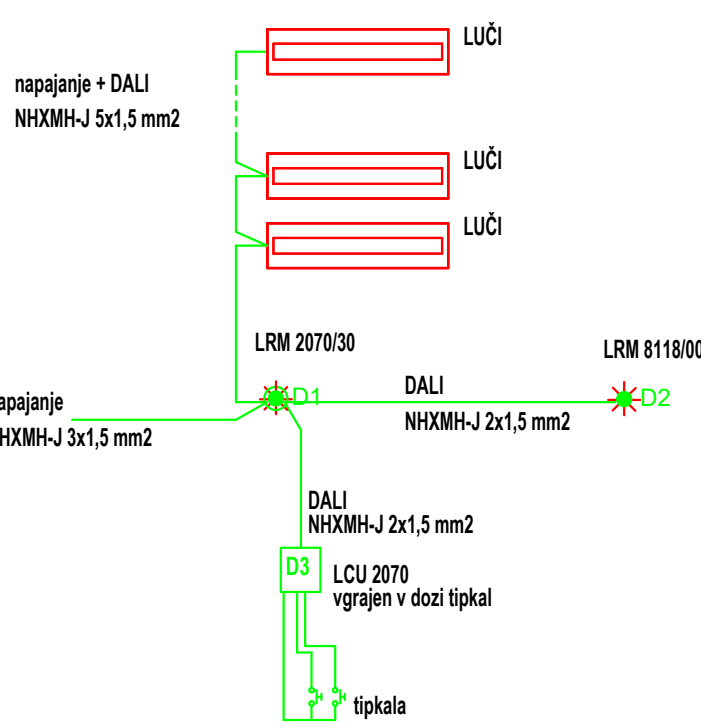 LUČI
napajanje + DALI
NHXMH-J 5x1,5 mm2
LUČI
LUČI
LRM 2070/30
LRM 8118/00
D1
DALI
D2
apajanje
NHXMH-J 2x1,5 mm2
HXMH-J 3x1,5 mm2
DALI
NHXMH-J 2x1,5 mm2
D3
LCU 2070
vgrajen v dozi tipkal
tipkala